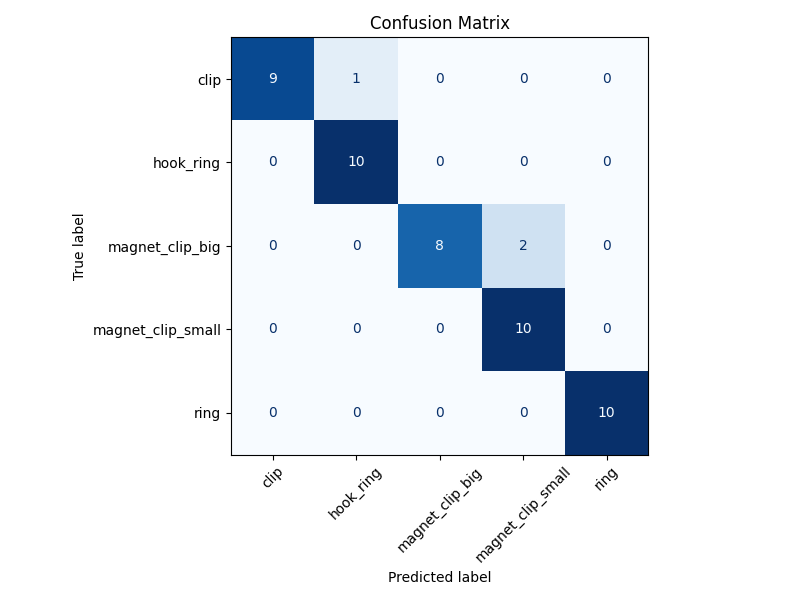 Confusion Matrix
True label
clip 9 1 0 0 0
hook_ring 0 10 0 0 0
magnet_clip_big 0 0 8 2 0
magnet_clip_small 0 0 0 10 0
ring 0 0 0 0 10
clip hook_ring magnet_clip_big magnet_clip_small ring
Predicted label